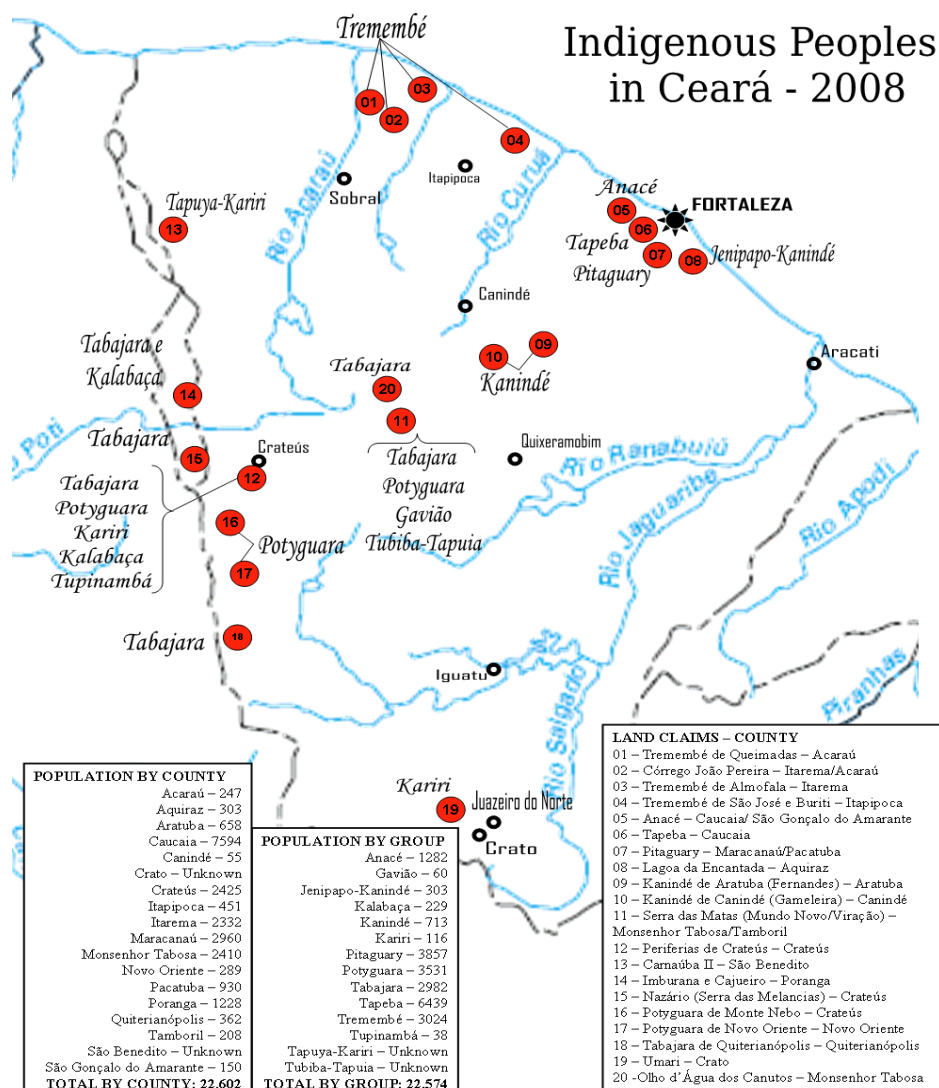 Indigenous Peoples
in Ceará - 2008
Tremembé
01
02
03
04
Rio Acaraú
Sobral
Itapipoca
Rio Curuá
Tapuya-Kariri
13
Anacé
05
FORTALEZA
06
Tapeba
07
Pitaguary
08
Jenipapo-Kanindé
Canindé
10
09
Kanindé
Aracati
Tabajara e
Kalabaça
14
Tabajara
20
11
Tabajara
Potyguara
Gavião
Tubiba-Tapuia
Poti
Tabajara
15
Crateús
12
Tabajara
Potyguara
Kariri
Kalabaça
Tupinambá
Quixeramobim
Rio Banabuiú
Rio Jaguaribe
Rio Apodi
16
Potyguara
17
Tabajara
18
Iguatu
Rio Salgado
Piranhas
Kariri
19
Juazeiro do Norte
Crato
POPULATION BY COUNTY
Acaraú – 247
Aquiraz – 303
Aratuba – 658
Caucaia – 7594
Canindé – 55
Crato – Unknown
Crateús – 2425
Itapipoca – 451
Itarema – 2332
Maracanaú – 2960
Monsenhor Tabosa – 2410
Novo Oriente – 289
Pacatuba – 930
Poranga – 1228
Quiterianópolis – 362
Tamboril – 208
São Benedito – Unknown
São Gonçalo do Amarante – 150
TOTAL BY COUNTY: 22.602
POPULATION BY GROUP
Anacé – 1282
Gavião – 60
Jenipapo-Kanindé – 303
Kalabaça – 229
Kanindé – 713
Kariri – 116
Pitaguary – 3857
Potyguara – 3531
Tabajara – 2982
Tapeba – 6439
Tremembé – 3024
Tupinambá – 38
Tapuya-Kariri – Unknown
Tubiba-Tapuia – Unknown
TOTAL BY GROUP: 22.574
LAND CLAIMS – COUNTY
01 – Tremembé de Queimadas – Acaraú
02 – Córrego João Pereira – Itarema/Acaraú
03 – Tremembé de Almofala – Itarema
04 – Tremembé de São José e Buriti – Itapipoca
05 – Anacé – Caucaia/ São Gonçalo do Amarante
06 – Tapeba – Caucaia
07 – Pitaguary – Maracanaú/Pacatuba
08 – Lagoa da Encantada – Aquiraz
09 – Kanindé de Aratuba (Fernandes) – Aratuba
10 – Kanindé de Canindé (Gameleira) – Canindé
11 – Serra das Matas (Mundo Novo/Viração) –
Monsenhor Tabosa/Tamboril
12 – Periferias de Crateús – Crateús
13 – Carnaúba II – São Benedito
14 – Imburana e Cajueiro – Poranga
15 – Nazário (Serra das Melancias) – Crateús
16 – Potyguara de Monte Nebo – Crateús
17 – Potyguara de Novo Oriente – Novo Oriente
18 – Tabajara de Quiterianópolis – Quiterianópolis
19 – Umari – Crato
20 -Olho d'Água dos Canutos – Monsenhor Tabosa